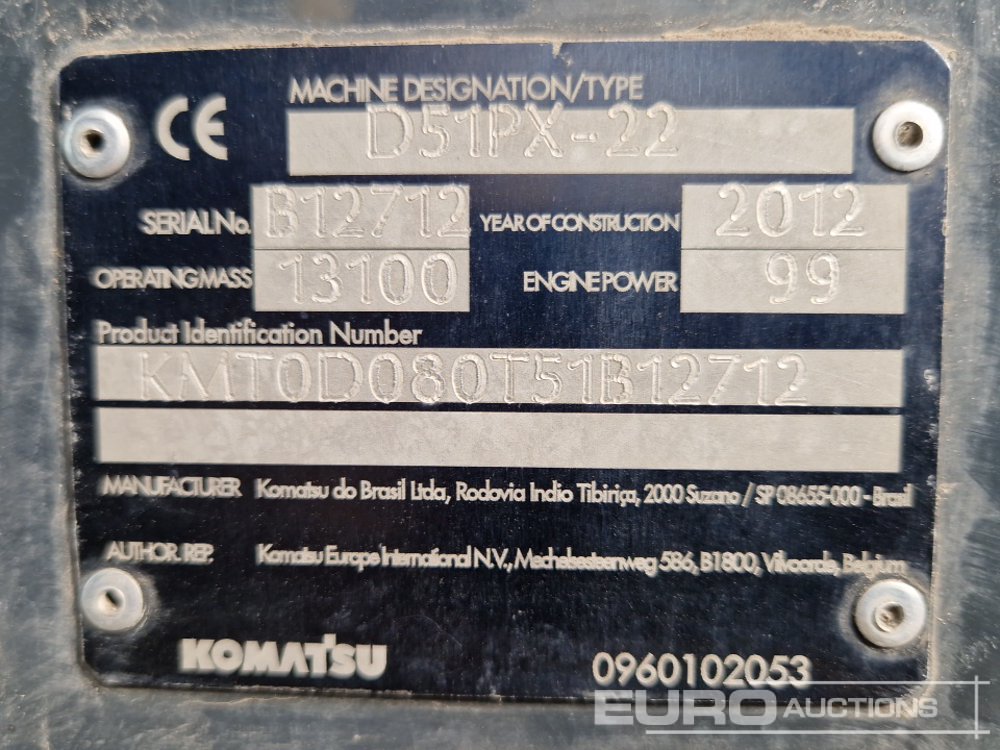 CE
MACHINE DESIGNATION/TYPE
D51PX-22
SERIAL No. B12712 YEAR OF CONSTRUCTION 2012
OPERATING MASS 13100 ENGINE POWER 99
Product Identification Number
KMT0D080T51B12712
MANUFACTURER Komatsu do Brasil Ltda, Rodovia Indio Tibiriça, 2000 Suzano / SP 08655-000 - Brasil
AUTHOR. REP. Komatsu Europe International N.V., Mechelsesteenweg 586, B1800, Vilvoorde, Belgium
KOMATSU 0960102053
EURO AUCTIONS